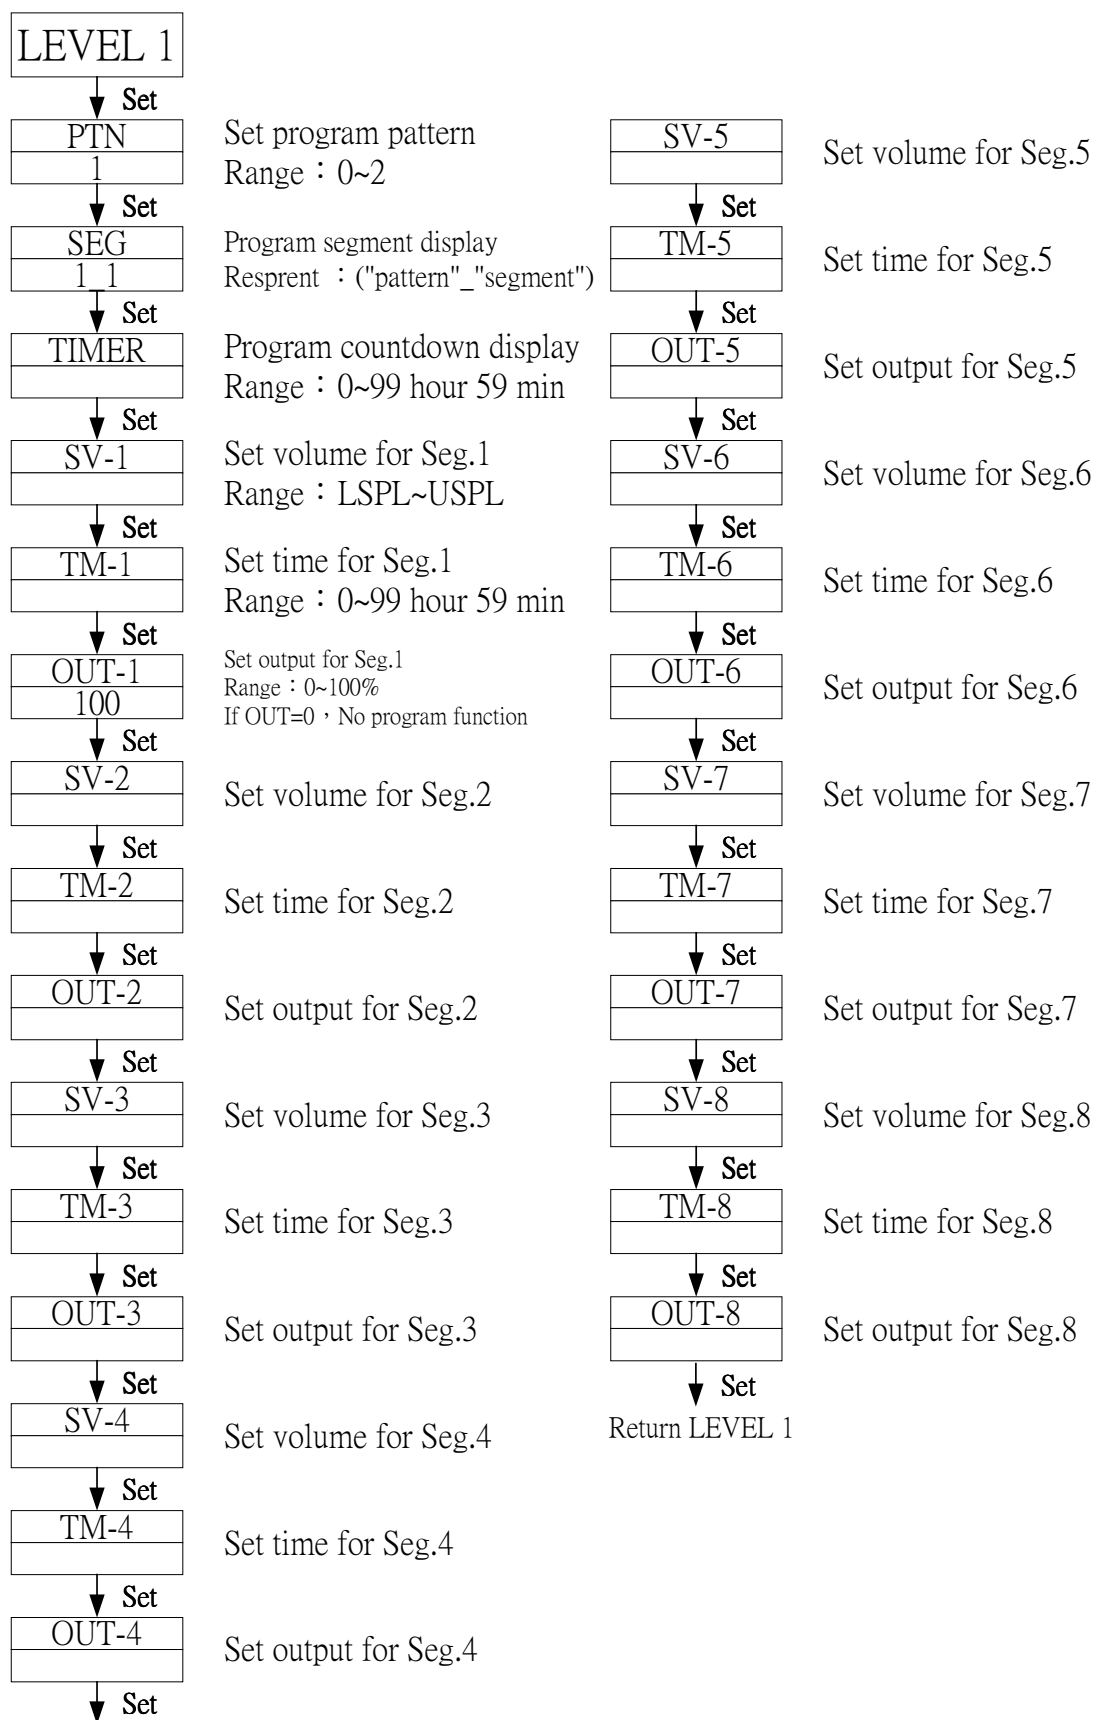 LEVEL 1
Set
PTN
1
Set program pattern
Range：0~2
Set
SEG
1_1
Program segment display
Resprent ：("pattern"_"segment")
Set
TIMER
Program countdown display
Range：0~99 hour 59 min
Set
SV-1
Set volume for Seg.1
Range：LSPL~USPL
Set
TM-1
Set time for Seg.1
Range：0~99 hour 59 min
Set
OUT-1
100
Set output for Seg.1
Range：0~100%
If OUT=0，No program function
Set
SV-2
Set volume for Seg.2
Set
TM-2
Set time for Seg.2
Set
OUT-2
Set output for Seg.2
Set
SV-3
Set volume for Seg.3
Set
TM-3
Set time for Seg.3
Set
OUT-3
Set output for Seg.3
Set
SV-4
Set volume for Seg.4
Set
TM-4
Set time for Seg.4
Set
OUT-4
Set output for Seg.4
Set
SV-5
Set volume for Seg.5
Set
TM-5
Set time for Seg.5
Set
OUT-5
Set output for Seg.5
Set
SV-6
Set volume for Seg.6
Set
TM-6
Set time for Seg.6
Set
OUT-6
Set output for Seg.6
Set
SV-7
Set volume for Seg.7
Set
TM-7
Set time for Seg.7
Set
OUT-7
Set output for Seg.7
Set
SV-8
Set volume for Seg.8
Set
TM-8
Set time for Seg.8
Set
OUT-8
Set output for Seg.8
Set
Return LEVEL 1